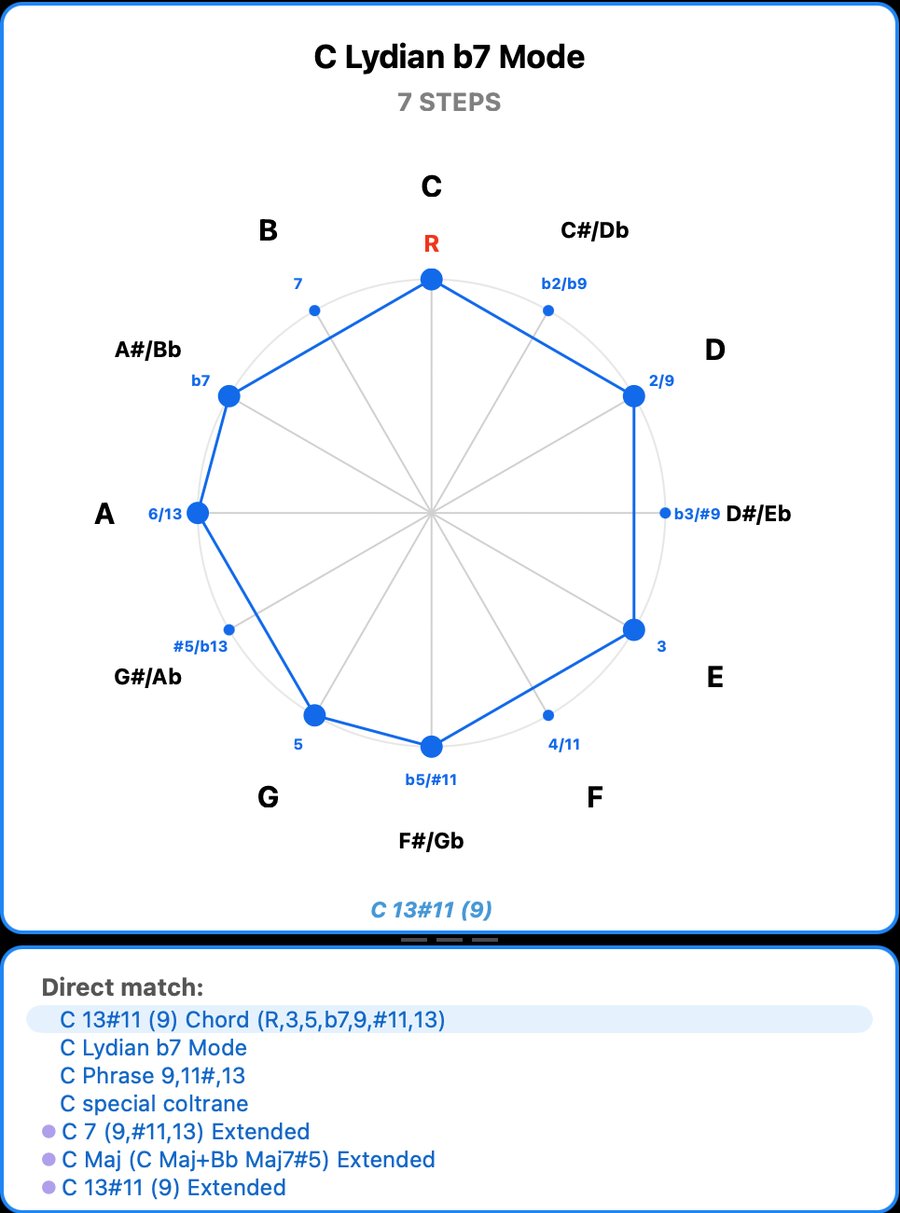 C Lydian b7 Mode
7 STEPS
C
B
C#/Db
R
7
b2/b9
A#/Bb
D
b7
2/9
A
6/13
b3/#9
D#/Eb
#5/b13
3
G#/Ab
E
5
4/11
b5/#11
G
F
F#/Gb
C 13#11 (9)
Direct match:
C 13#11 (9) Chord (R,3,5,b7,9,#11,13)
C Lydian b7 Mode
C Phrase 9,11#,13
C special coltrane
C 7 (9,#11,13) Extended
C Maj (C Maj+Bb Maj7#5) Extended
C 13#11 (9) Extended